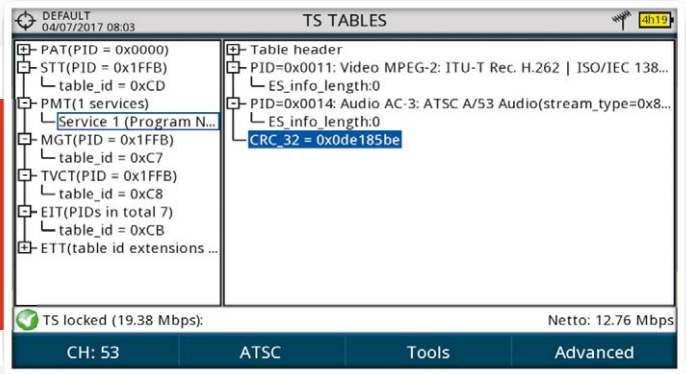 DEFAULT
04/07/2017 08:03
TS TABLES
4h19
PAT(PID = 0x0000)
STT(PID = 0x1FFB)
table_id = 0xCD
PMT(1 services)
Service 1 (Program N...
MGT(PID = 0x1FFB)
table_id = 0xC7
TVCT(PID = 0x1FFB)
table_id = 0xC8
EIT(PIDs in total 7)
table_id = 0xCB
ETT(table id extensions ...
Table header
PID=0x0011: Video MPEG-2: ITU-T Rec. H.262 | ISO/IEC 138...
ES_info_length:0
PID=0x0014: Audio AC-3: ATSC A/53 Audio(stream_type=0x8...
ES_info_length:0
CRC_32 = 0x0de185be
TS locked (19.38 Mbps):
Netto: 12.76 Mbps
CH: 53
ATSC
Tools
Advanced